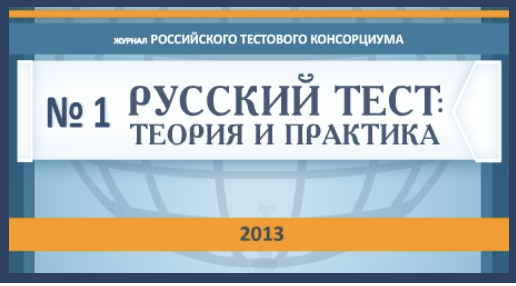 ЖУРНАЛ РОССИЙСКОГО ТЕСТОВОГО КОНСОРЦИУМА
№ 1 РУССКИЙ ТЕСТ:
ТЕОРИЯ И ПРАКТИКА
2013